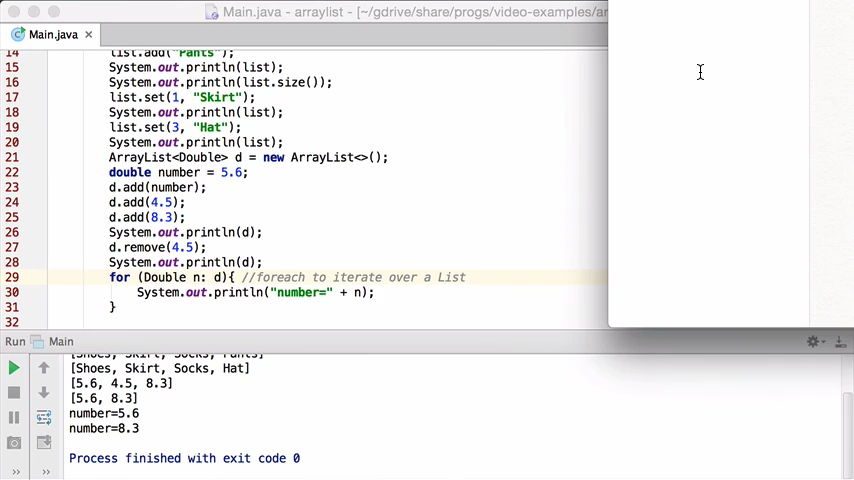 Main.java - arraylist - [~/gdrive/share/progs/video-examples/ar
Main.java
14 list.add("Pants");
15 System.out.println(list);
16 System.out.println(list.size());
17 list.set(1, "Skirt");
18 System.out.println(list);
19 list.set(3, "Hat");
20 System.out.println(list);
21 ArrayList<Double> d = new ArrayList<>();
22 double number = 5.6;
23 d.add(number);
24 d.add(4.5);
25 d.add(8.3);
26 System.out.println(d);
27 d.remove(4.5);
28 System.out.println(d);
29 for (Double n: d){ //foreach to iterate over a List
30 System.out.println("number=" + n);
31 }
32
Run Main
[Shoes, Skirt, Socks, Pants]
[Shoes, Skirt, Socks, Hat]
[5.6, 4.5, 8.3]
[5.6, 8.3]
number=5.6
number=8.3
Process finished with exit code 0